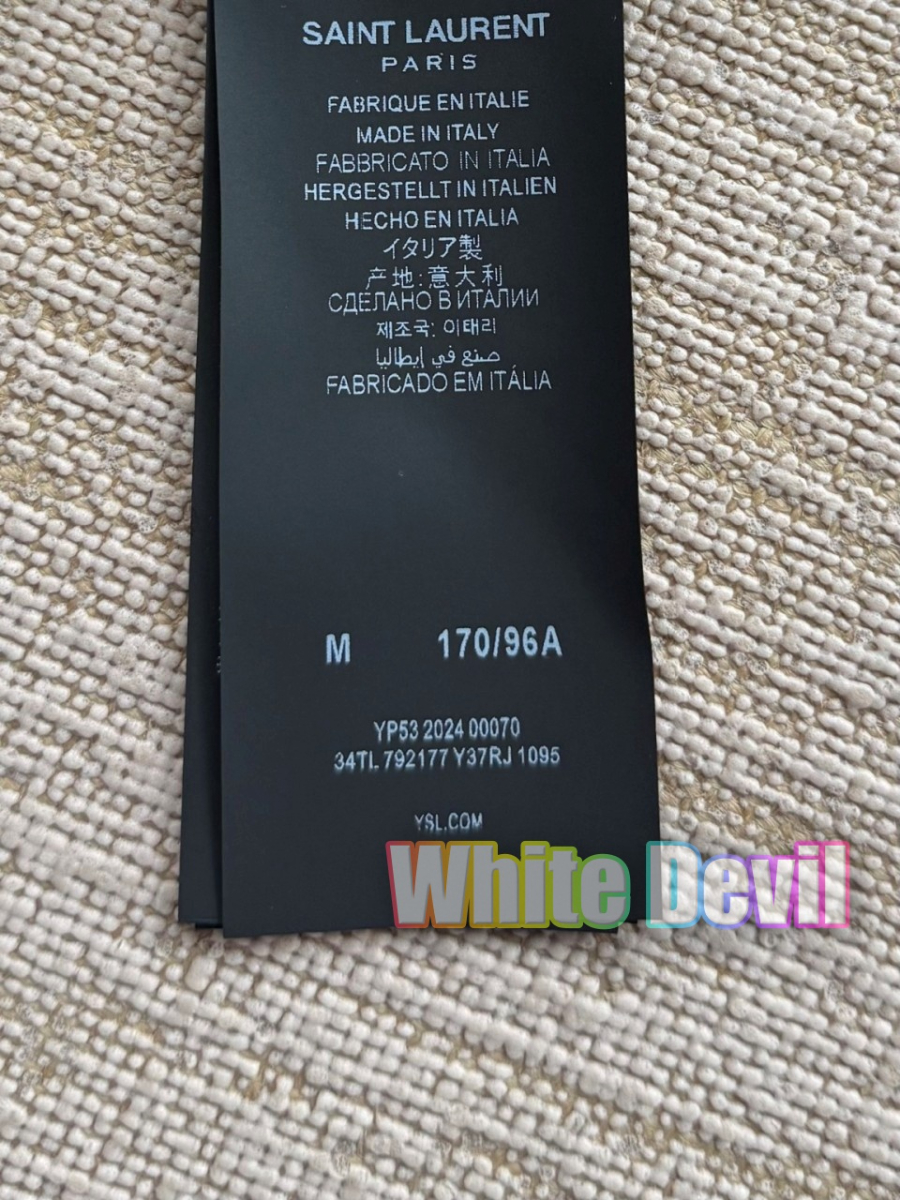 SAINT LAURENT
PARIS
FABRIQUE EN ITALIE
MADE IN ITALY
FABBRICATO IN ITALIA
HERGESTELLT IN ITALIEN
HECHO EN ITALIA
イタリア製
产地:意大利
СДЕЛАНО В ИТАЛИИ
제조국: 이태리
صنع في إيطاليا
FABRICADO EM ITÁLIA
M 170/96A
YP53 2024 00070
34TL 792177 Y37RJ 1095
YSL.COM
White Devil